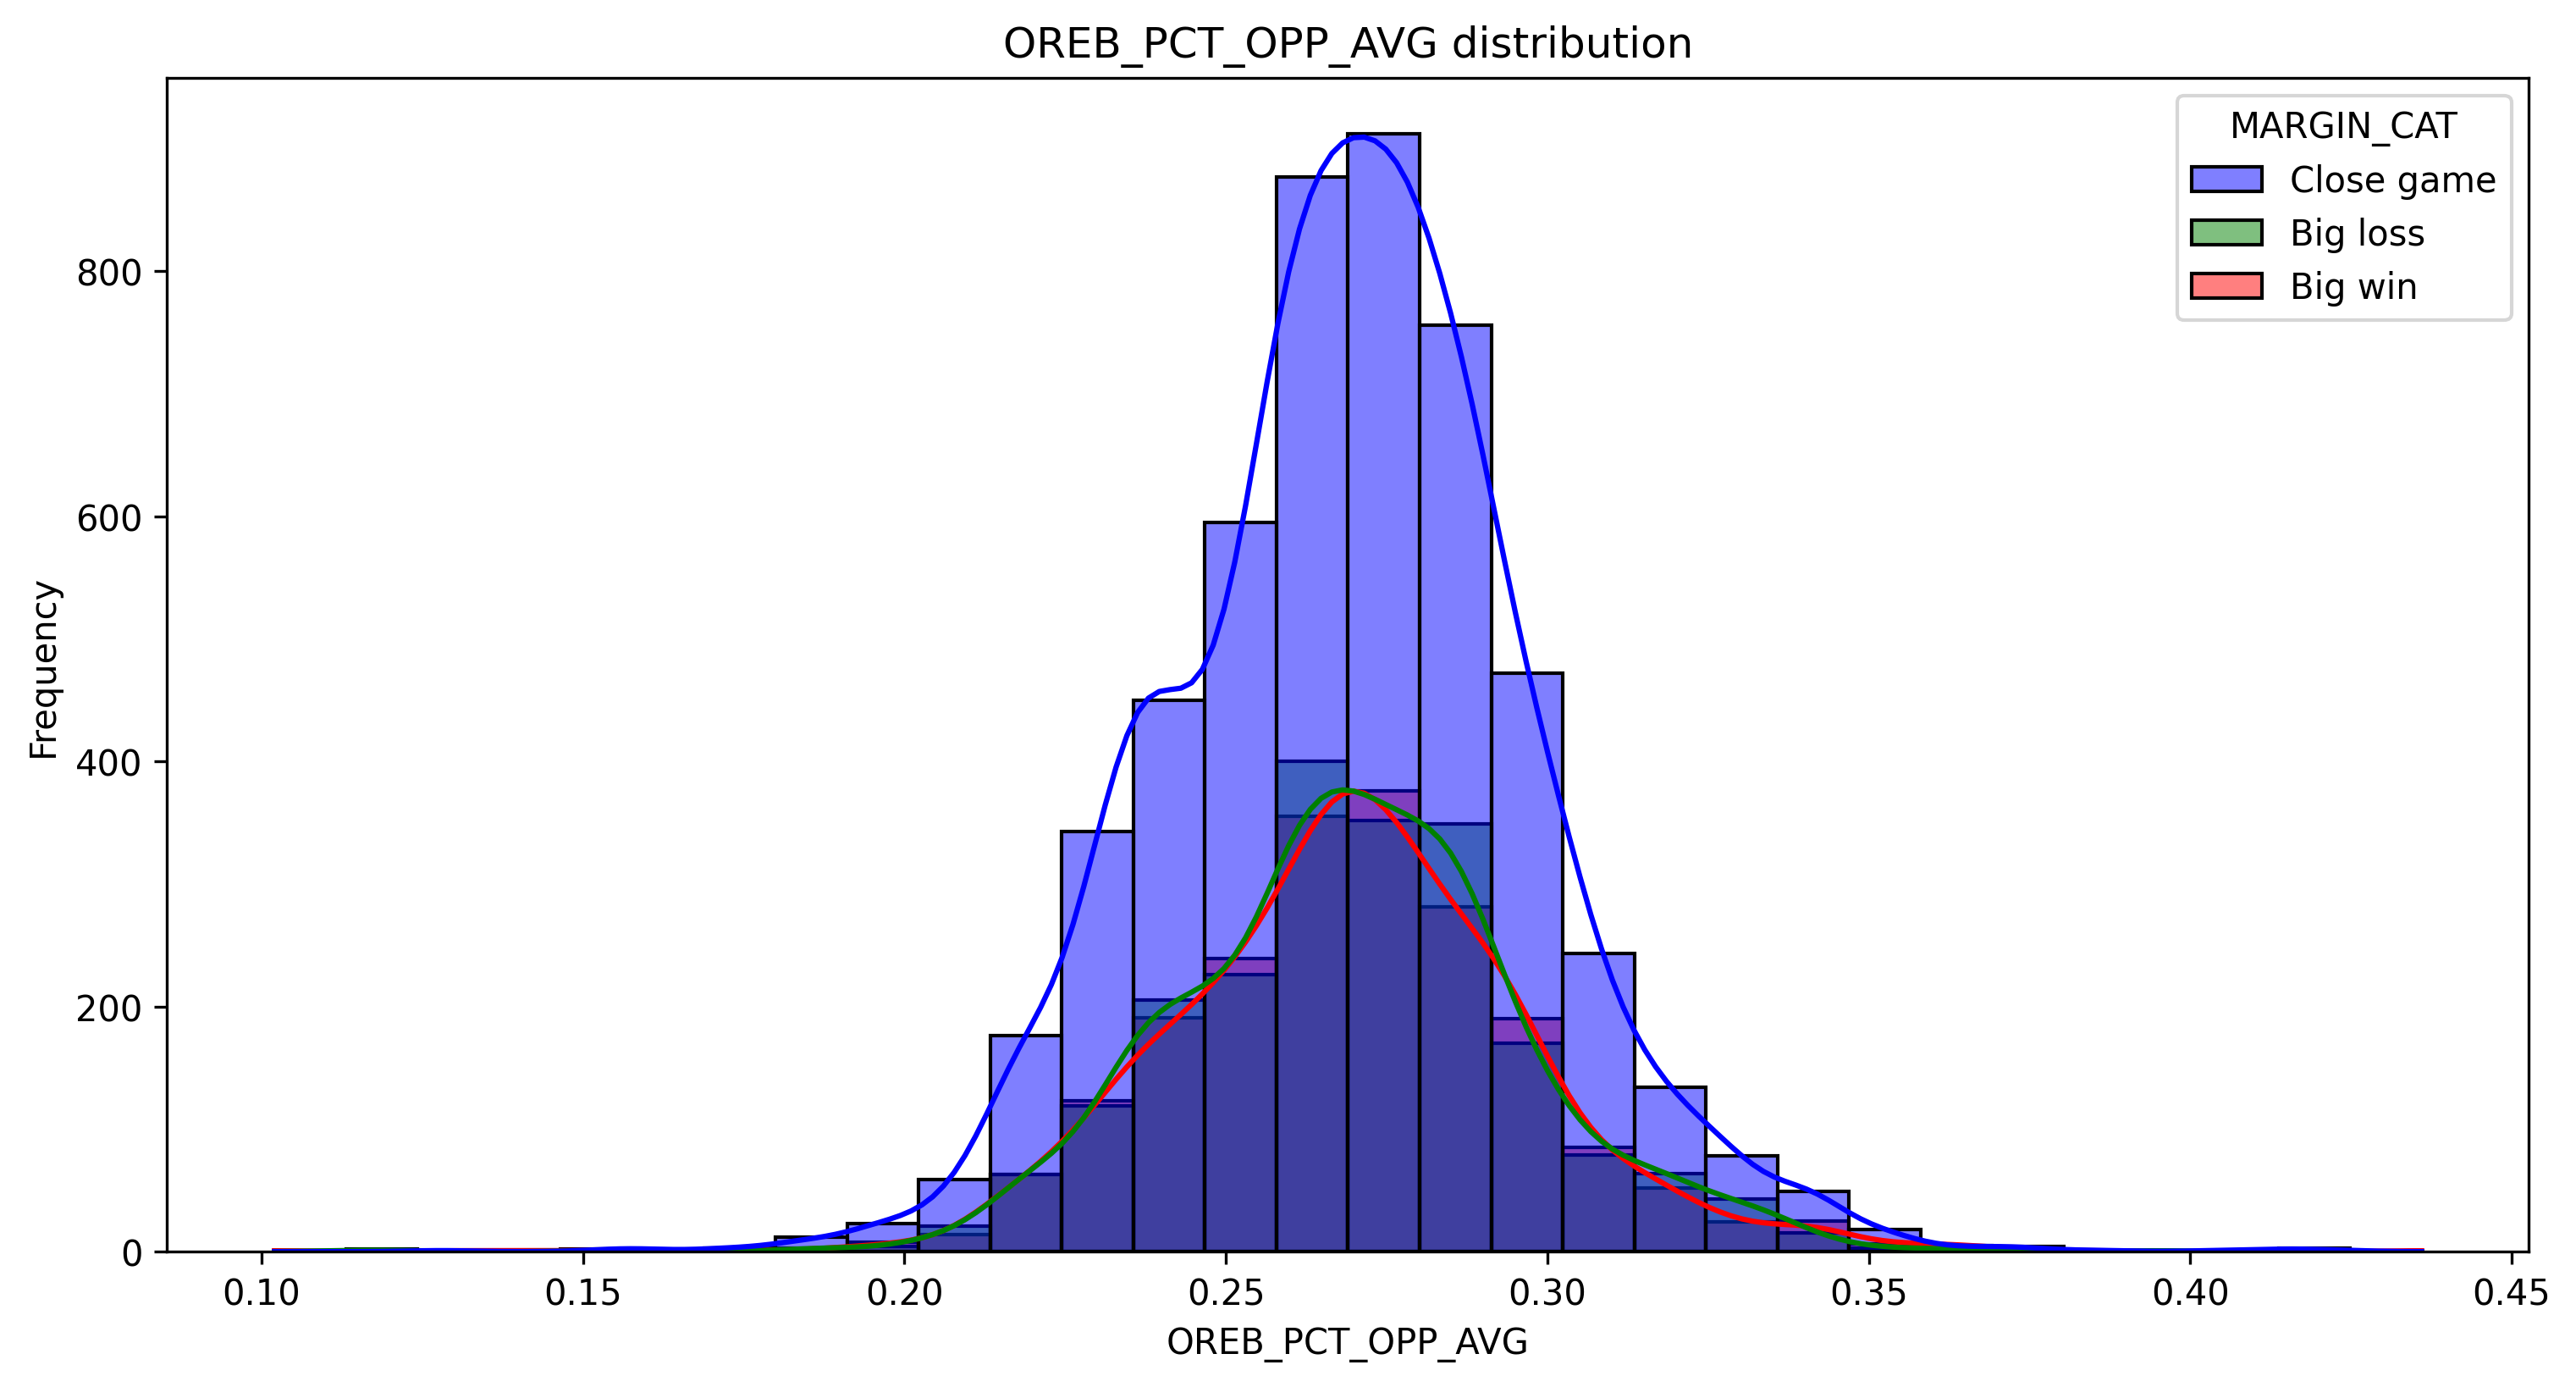 OREB_PCT_OPP_AVG distribution
MARGIN_CAT
Close game
Big loss
Big win
Frequency
800
600
400
200
0
0.10 0.15 0.20 0.25 0.30 0.35 0.40 0.45
OREB_PCT_OPP_AVG